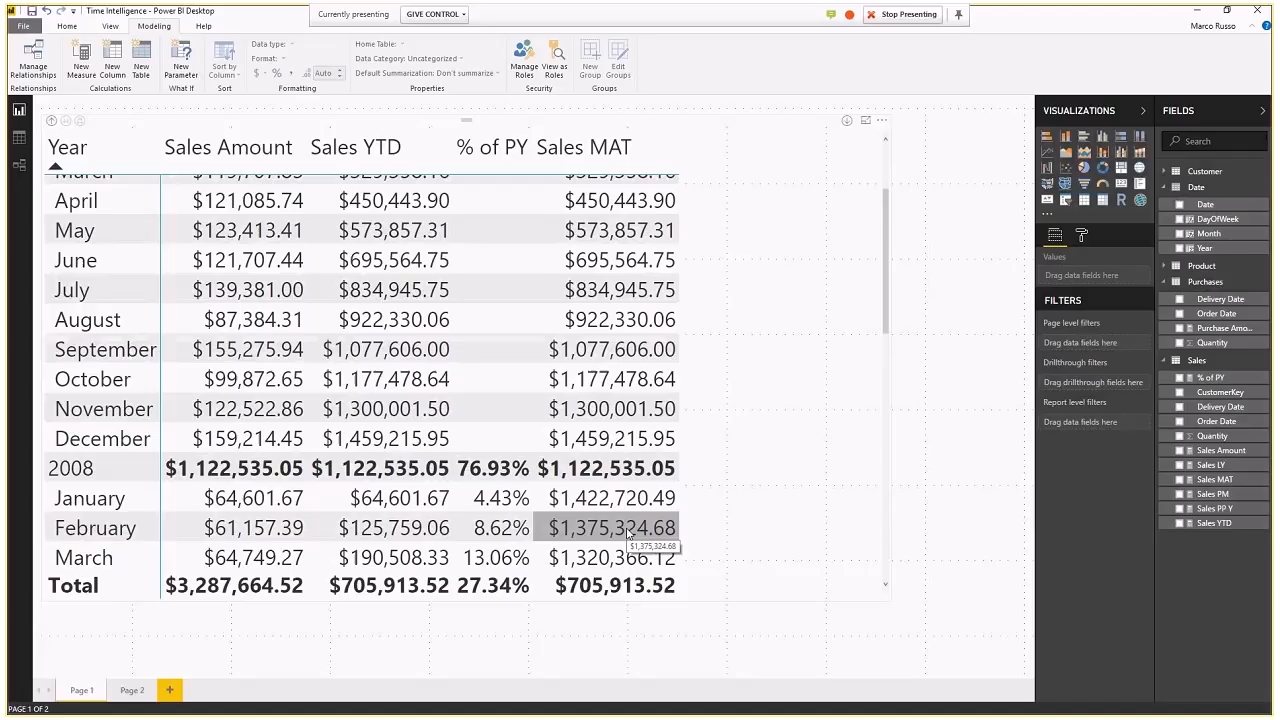 Time Intelligence - Power BI Desktop
Currently presenting
GIVE CONTROL
Stop Presenting
Marco Russo
File
Home
View
Modeling
Help
Manage Relationships
New Measure
New Column
New Table
New Parameter
Sort by Column
Data type:
Format:
$ %
Auto
Home Table:
Data Category: Uncategorized
Default Summarization: Don't summarize
Manage Roles
View as Roles
New Group
Edit Groups
Relationships
Calculations
What If
Sort
Formatting
Properties
Security
Groups
Year Sales Amount Sales YTD % of PY Sales MAT
April $121,085.74 $450,443.90 $450,443.90
May $123,413.41 $573,857.31 $573,857.31
June $121,707.44 $695,564.75 $695,564.75
July $139,381.00 $834,945.75 $834,945.75
August $87,384.31 $922,330.06 $922,330.06
September $155,275.94 $1,077,606.00 $1,077,606.00
October $99,872.65 $1,177,478.64 $1,177,478.64
November $122,522.86 $1,300,001.50 $1,300,001.50
December $159,214.45 $1,459,215.95 $1,459,215.95
2008 $1,122,535.05 $1,122,535.05 76.93% $1,122,535.05
January $64,601.67 $64,601.67 4.43% $1,422,720.49
February $61,157.39 $125,759.06 8.62% $1,375,324.68
$1,375,324.68
March $64,749.27 $190,508.33 13.06% $1,320,366.12
Total $3,287,664.52 $705,913.52 27.34% $705,913.52
VISUALIZATIONS
R
Values
Drag data fields here
FILTERS
Page level filters
Drag data fields here
Drillthrough filters
Drag drillthrough fields here
Report level filters
Drag data fields here
FIELDS
Search
Customer
Date
Date
DayOfWeek
Month
Year
Product
Purchases
Delivery Date
Order Date
Purchase Amo...
Quantity
Sales
% of PY
CustomerKey
Delivery Date
Order Date
Quantity
Sales Amount
Sales LY
Sales MAT
Sales PM
Sales PP Y
Sales YTD
Page 1
Page 2
PAGE 1 OF 2